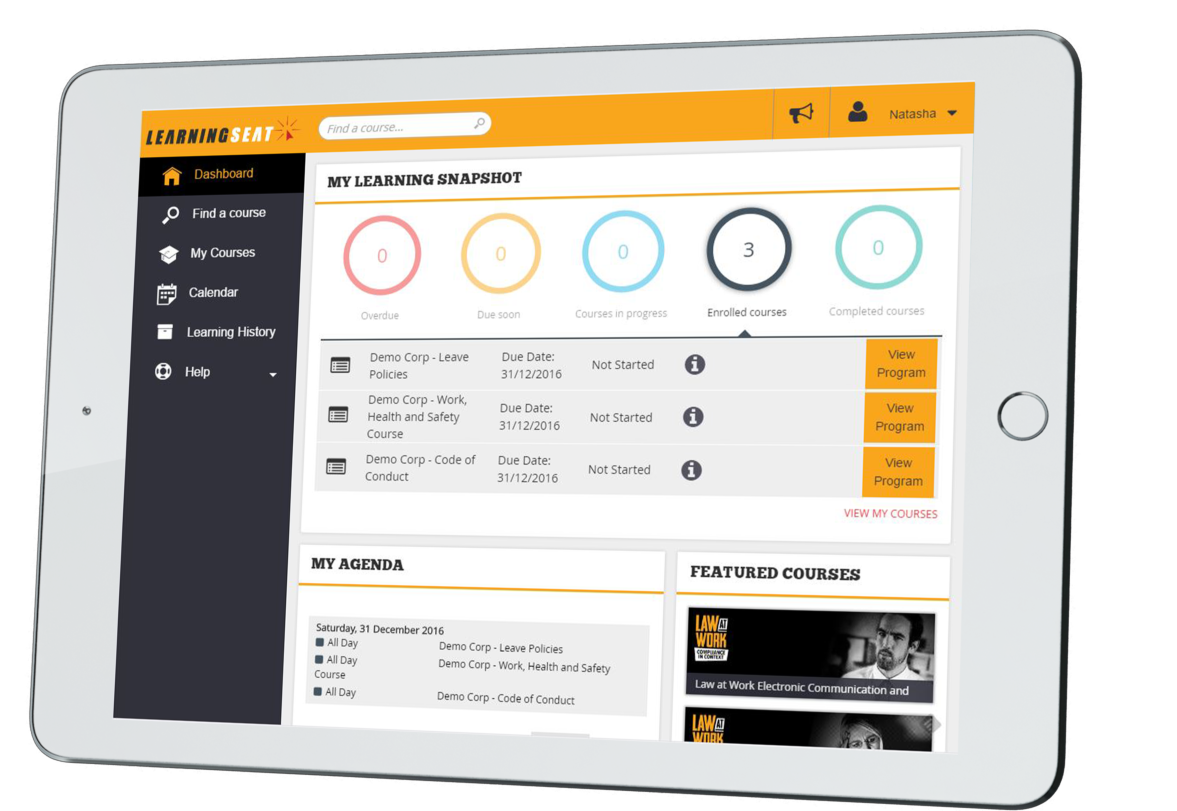 LEARNINGSEAT
Find a course...
Natasha
Dashboard
Find a course
My Courses
Calendar
Learning History
Help
MY LEARNING SNAPSHOT
0
0
0
3
0
Overdue
Due soon
Courses in progress
Enrolled courses
Completed courses
Demo Corp - Leave
Policies
Due Date:
31/12/2016
Not Started
View
Program
Demo Corp - Work,
Health and Safety
Course
Due Date:
31/12/2016
Not Started
View
Program
Demo Corp - Code of
Conduct
Due Date:
31/12/2016
Not Started
View
Program
VIEW MY COURSES
MY AGENDA
Saturday, 31 December 2016
All Day
Demo Corp - Leave Policies
All Day
Demo Corp - Work, Health and Safety
Course
All Day
Demo Corp - Code of Conduct
FEATURED COURSES
LAW AT
WORK
COMPLIANCE
IN CONTEXT
Law at Work Electronic Communication and
LAW AT
WORK